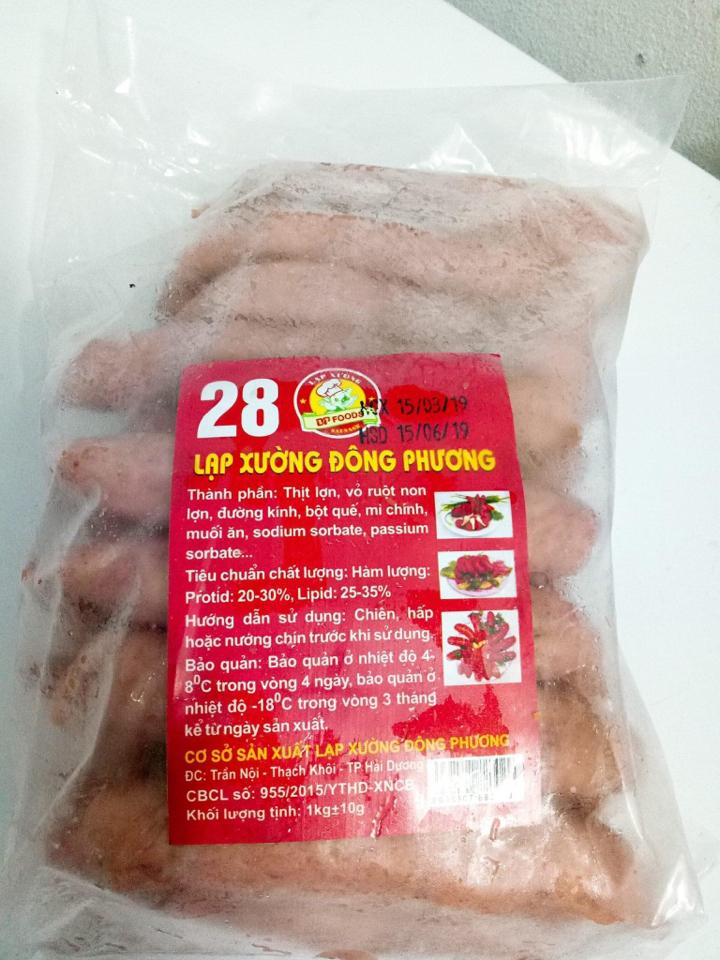 28
LẠP XƯỞNG
DP FOODS
SAUSAGE
NSX 15/03/19
HSD 15/06/19
LẠP XƯỜNG ĐÔNG PHƯƠNG
Thành phần: Thịt lợn, vỏ ruột non
lợn, đường kính, bột quế, mì chính,
muối ăn, sodium sorbate, passium
sorbate...
Tiêu chuẩn chất lượng: Hàm lượng:
Protid: 20-30%, Lipid: 25-35%
Hướng dẫn sử dụng: Chiên, hấp
hoặc nướng chín trước khi sử dụng.
Bảo quản: Bảo quản ở nhiệt độ 4-
8⁰C trong vòng 4 ngày, bảo quản ở
nhiệt độ -18⁰C trong vòng 3 tháng
kể từ ngày sản xuất.
CƠ SỞ SẢN XUẤT LẠP XƯỜNG ĐÔNG PHƯƠNG
ĐC: Trần Nội - Thạch Khôi - TP Hải Dương
CBCL số: 955/2015/YTHD-XNCB
Khối lượng tịnh: 1kg±10g